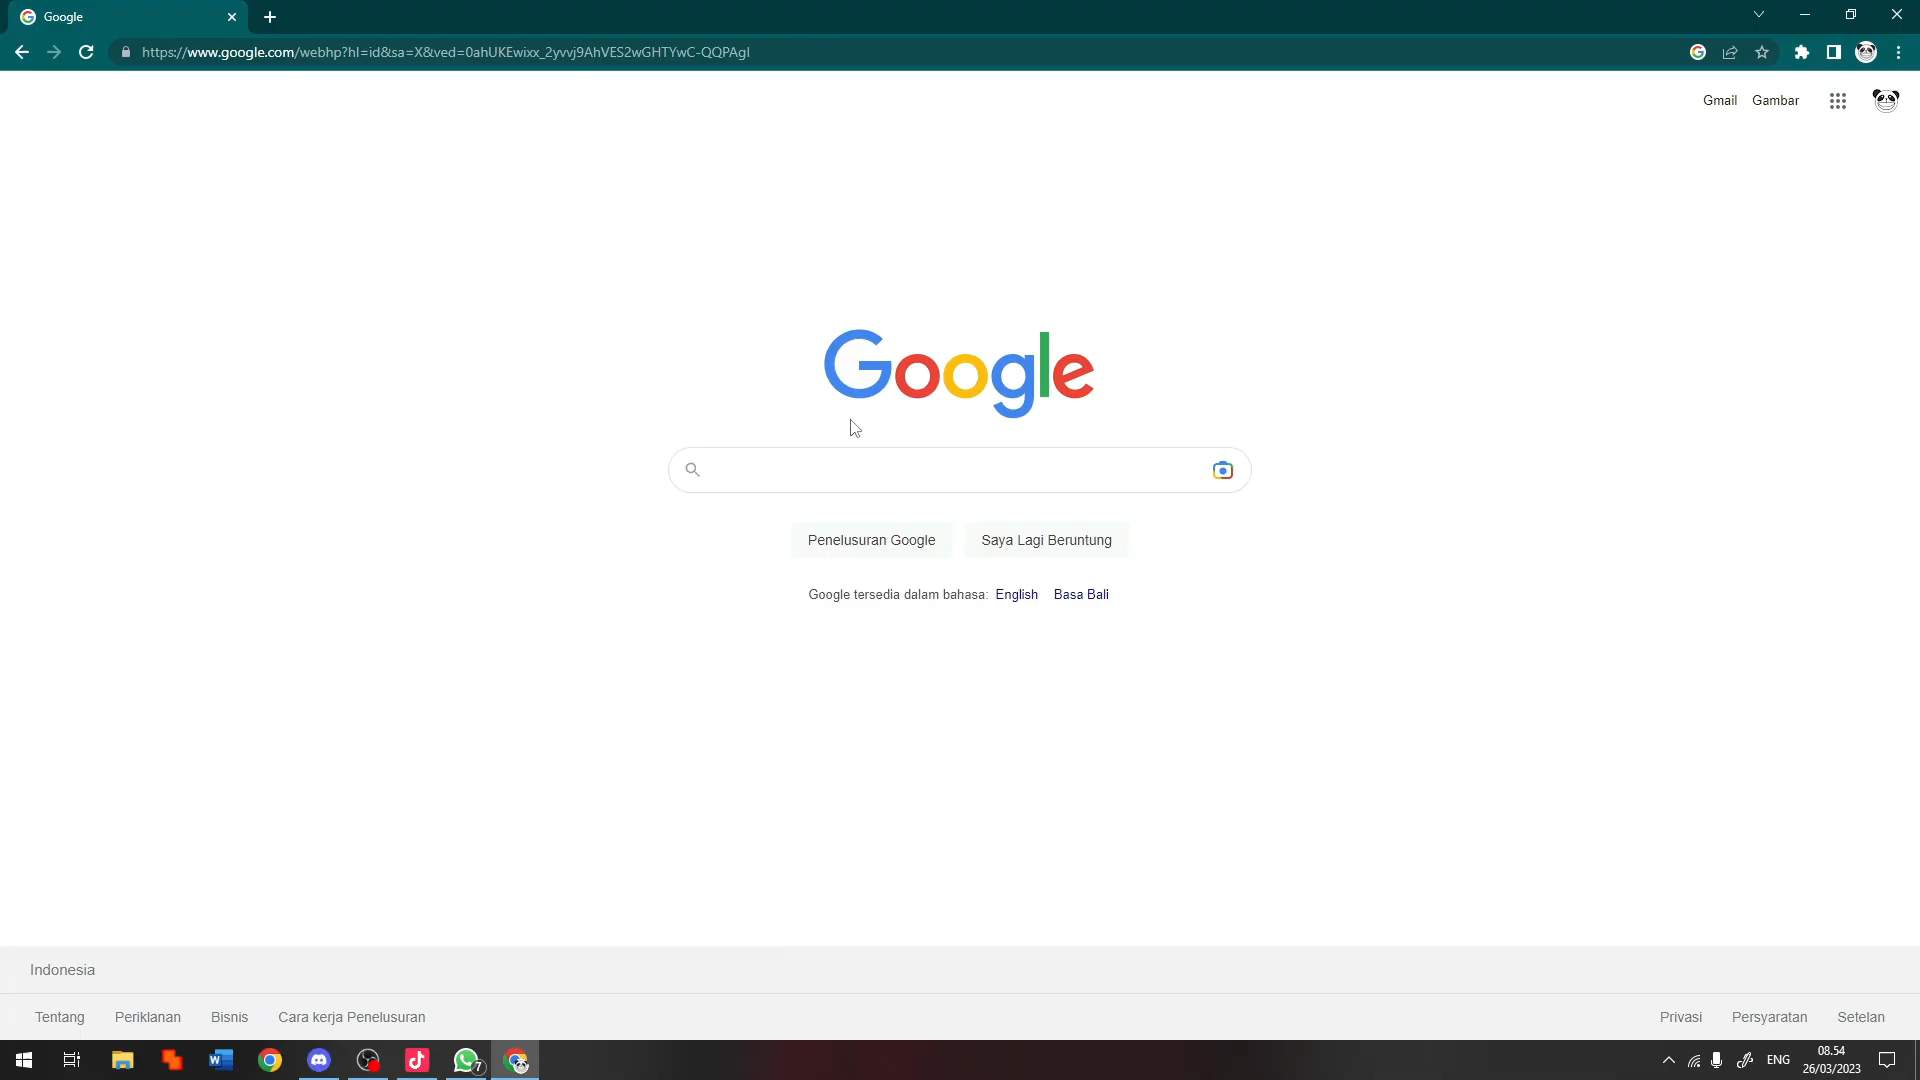 Google
https://www.google.com/webhp?hl=id&sa=X&ved=0ahUKEwixx_2yvvj9AhVES2wGHTYwC-QQPAgI
Gmail Gambar
Google
Penelusuran Google Saya Lagi Beruntung
Google tersedia dalam bahasa: English Basa Bali
Indonesia
Tentang Periklanan Bisnis Cara kerja Penelusuran Privasi Persyaratan Setelan
W 7 ENG 08.54
26/03/2023